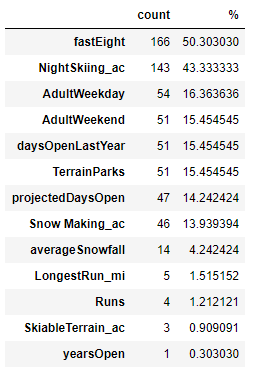 count %
fastEight 166 50.303030
NightSkiing_ac 143 43.333333
AdultWeekday 54 16.363636
AdultWeekend 51 15.454545
daysOpenLastYear 51 15.454545
TerrainParks 51 15.454545
projectedDaysOpen 47 14.242424
Snow Making_ac 46 13.939394
averageSnowfall 14 4.242424
LongestRun_mi 5 1.515152
Runs 4 1.212121
SkiableTerrain_ac 3 0.909091
yearsOpen 1 0.303030